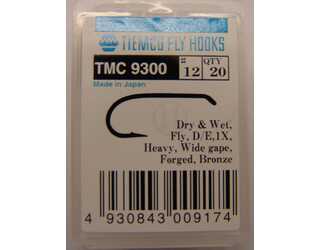 TIEMCO FLY HOOKS
TMC 9300 # 12 QTY 20
Made in Japan
Dry & Wet,
Fly, D/E,1X,
Heavy, Wide gape,
Forged, Bronze
4 930843 009174